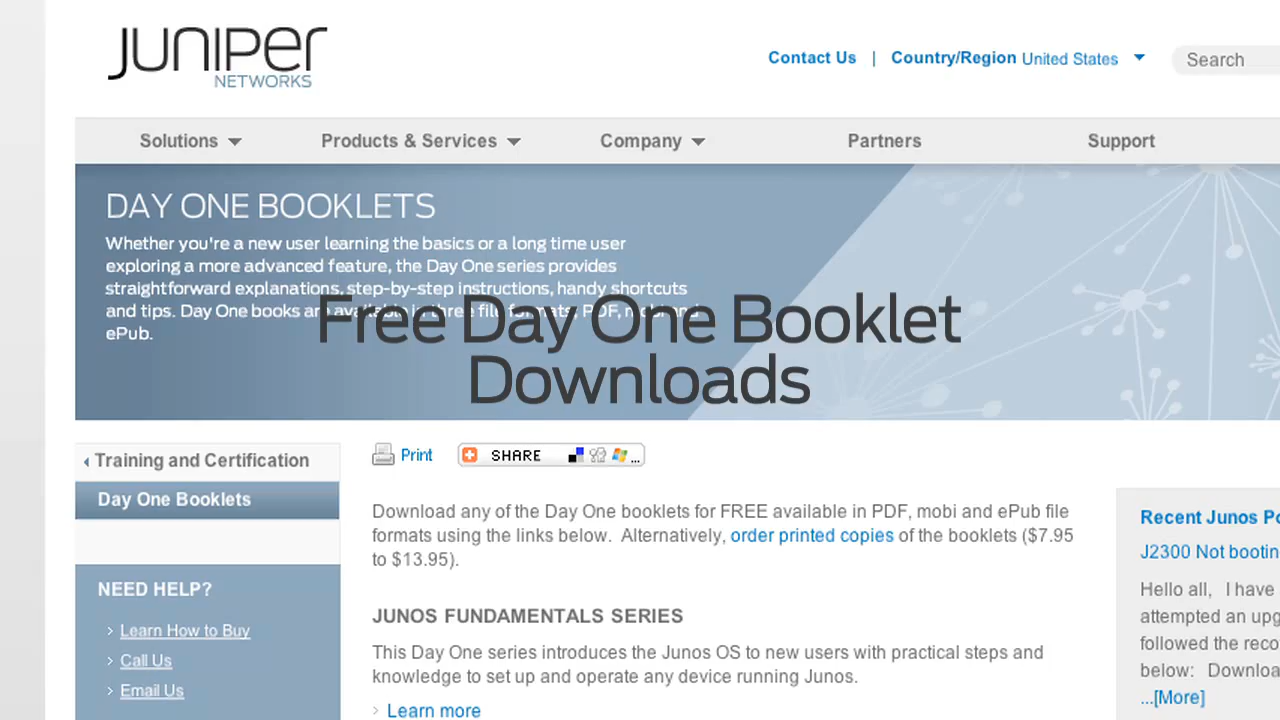 JUNIPER
NETWORKS
Contact Us | Country/Region United States
Search
Solutions
Products & Services
Company
Partners
Support
DAY ONE BOOKLETS
Whether you're a new user learning the basics or a long time user
exploring a more advanced feature, the Day One series provides
straightforward explanations, step-by-step instructions, handy shortcuts
and tips. Day One books are available in three file formats, PDF, mobi and
ePub.
Free Day One Booklet
Downloads
Training and Certification
Day One Booklets
NEED HELP?
Learn How to Buy
Call Us
Email Us
Print
SHARE ...
Download any of the Day One booklets for FREE available in PDF, mobi and ePub file
formats using the links below. Alternatively, order printed copies of the booklets ($7.95
to $13.95).
JUNOS FUNDAMENTALS SERIES
This Day One series introduces the Junos OS to new users with practical steps and
knowledge to set up and operate any device running Junos.
Learn more
Recent Junos Po
J2300 Not bootin
Hello all, I have
attempted an upg
followed the reco
below: Downloa
...[More]